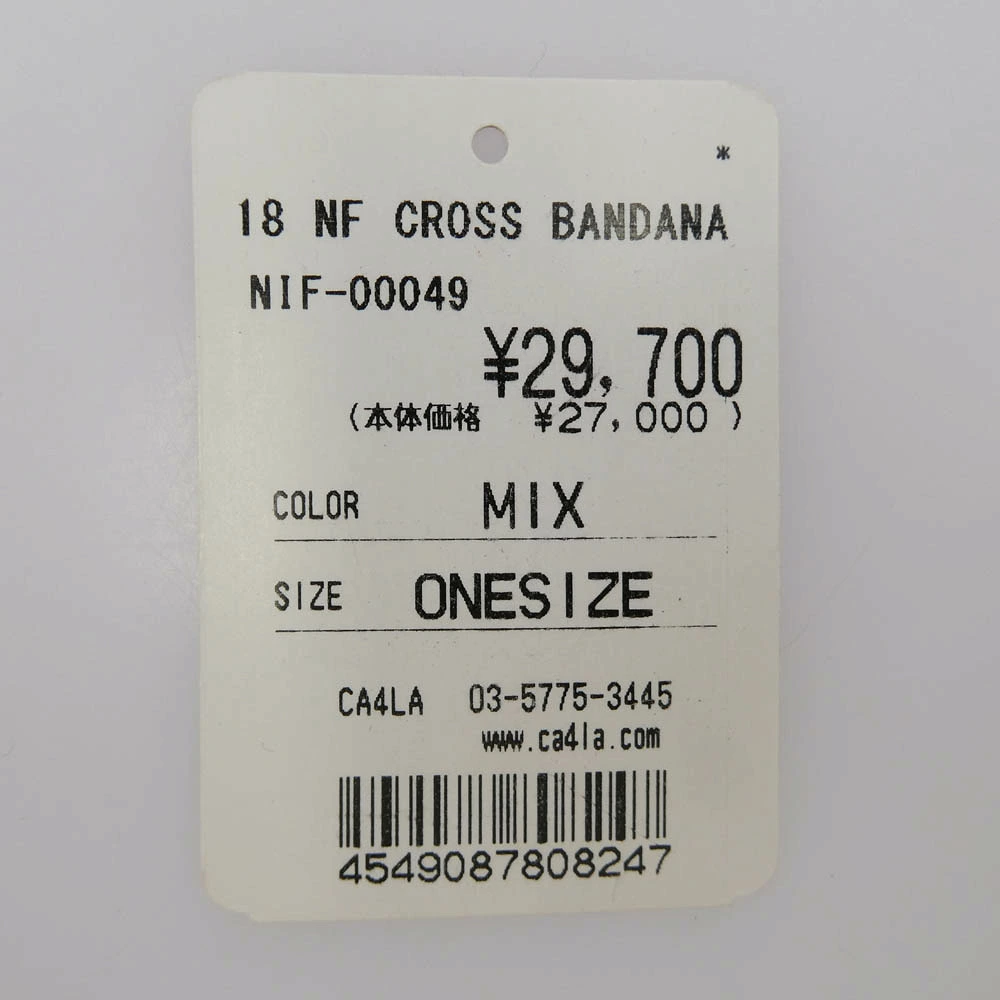 ж
18 NF CROSS BANDANA
NIF-00049
¥29,700
(本体価格 ¥27,000 )
COLOR MIX
SIZE ONESIZE
CA4LA 03-5775-3445
www.ca4la.com
4549087808247